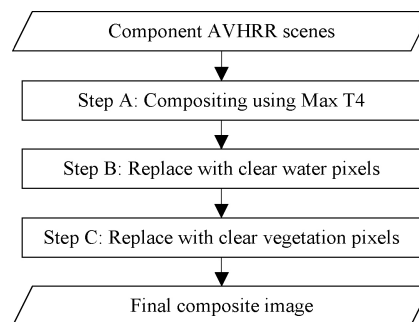 Component AVHRR scenes
Step A: Compositing using Max T4
Step B: Replace with clear water pixels
Step C: Replace with clear vegetation pixels
Final composite image